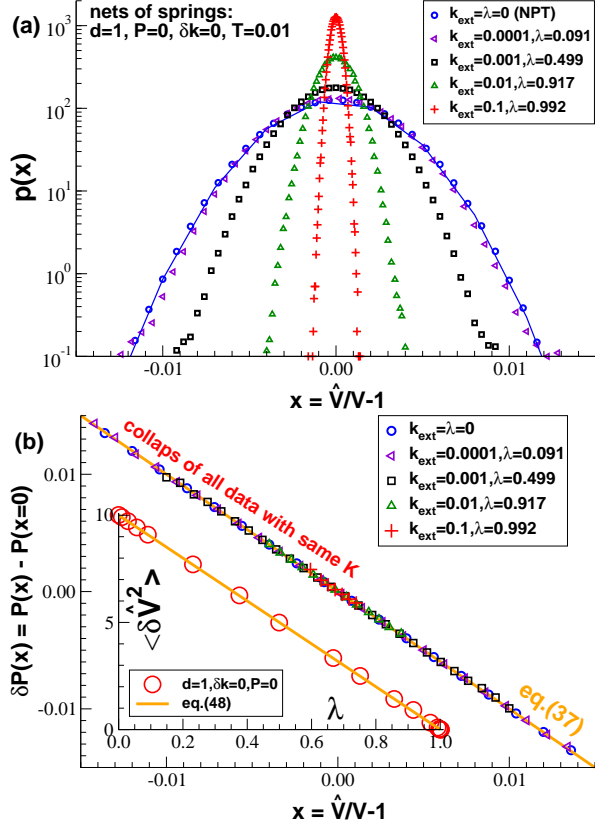 (a)
nets of springs:
d=1, P=0, δk=0, T=0.01
k_ext=λ=0 (NPT)
k_ext=0.0001,λ=0.091
k_ext=0.001,λ=0.499
k_ext=0.01,λ=0.917
k_ext=0.1,λ=0.992
p(x)
10^3
10^2
10^1
10^0
10^-1
-0.01
0.00
0.01
x = V̂/V-1
(b)
collaps of all data with same K
k_ext=λ=0
k_ext=0.0001,λ=0.091
k_ext=0.001,λ=0.499
k_ext=0.01,λ=0.917
k_ext=0.1,λ=0.992
δP(x) = P(x) - P(x=0)
0.01
0.00
-0.01
<δV̂^2>
10
5
0
d=1,δk=0,P=0
eq.(48)
λ
0.0
0.2
0.4
0.6
0.8
1.0
eq.(37)
-0.01
0.00
0.01
x = V̂/V-1